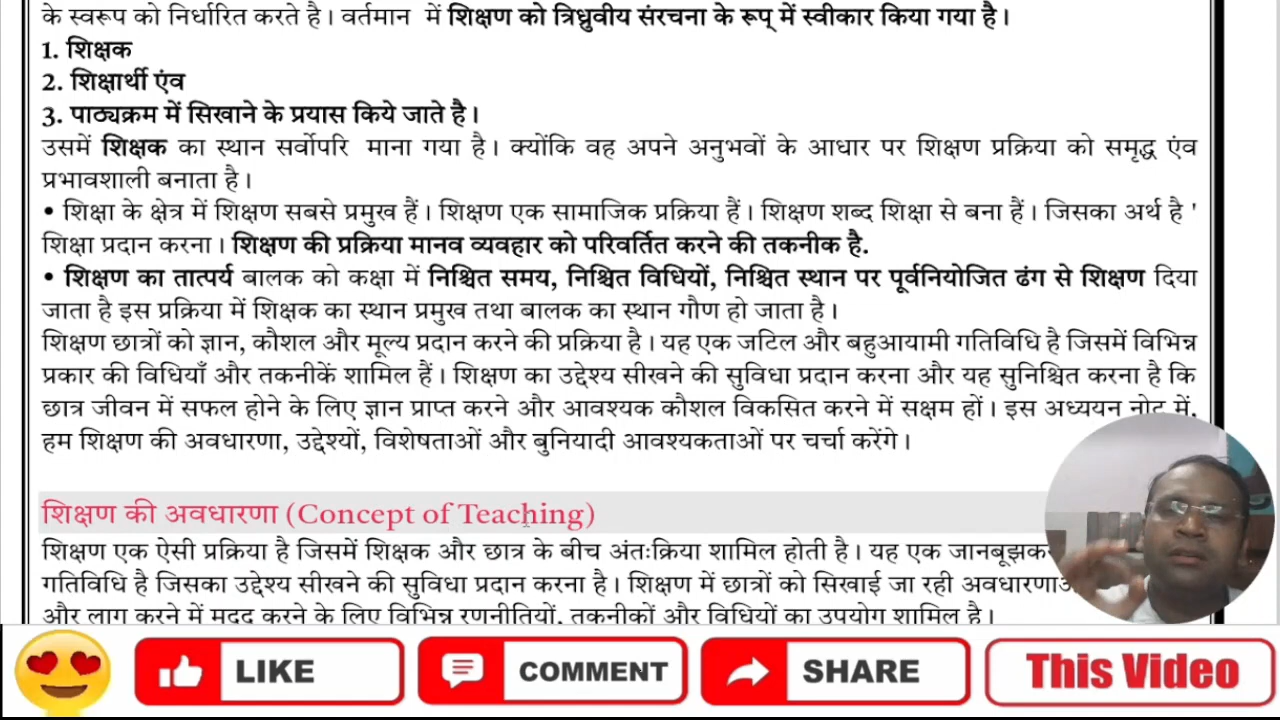 के स्वरूप को निर्धारित करते है। वर्तमान में शिक्षण को त्रिध्रुवीय संरचना के रूप् में स्वीकार किया गया है।
1. शिक्षक
2. शिक्षार्थी एंव
3. पाठ्यक्रम में सिखाने के प्रयास किये जाते है।
उसमें शिक्षक का स्थान सर्वोपरि माना गया है। क्योंकि वह अपने अनुभवों के आधार पर शिक्षण प्रक्रिया को समृद्ध एंव
प्रभावशाली बनाता है।
• शिक्षा के क्षेत्र में शिक्षण सबसे प्रमुख हैं। शिक्षण एक सामाजिक प्रक्रिया हैं। शिक्षण शब्द शिक्षा से बना हैं। जिसका अर्थ है '
शिक्षा प्रदान करना। शिक्षण की प्रक्रिया मानव व्यवहार को परिवर्तित करने की तकनीक है.
• शिक्षण का तात्पर्य बालक को कक्षा में निश्चित समय, निश्चित विधियों, निश्चित स्थान पर पूर्वनियोजित ढंग से शिक्षण दिया
जाता है इस प्रक्रिया में शिक्षक का स्थान प्रमुख तथा बालक का स्थान गौण हो जाता है।
शिक्षण छात्रों को ज्ञान, कौशल और मूल्य प्रदान करने की प्रक्रिया है। यह एक जटिल और बहुआयामी गतिविधि है जिसमें विभिन्न
प्रकार की विधियाँ और तकनीकें शामिल हैं। शिक्षण का उद्देश्य सीखने की सुविधा प्रदान करना और यह सुनिश्चित करना है कि
छात्र जीवन में सफल होने के लिए ज्ञान प्राप्त करने और आवश्यक कौशल विकसित करने में सक्षम हों। इस अध्ययन नोट में,
हम शिक्षण की अवधारणा, उद्देश्यों, विशेषताओं और बुनियादी आवश्यकताओं पर चर्चा करेंगे।
शिक्षण की अवधारणा (Concept of Teaching)
शिक्षण एक ऐसी प्रक्रिया है जिसमें शिक्षक और छात्र के बीच अंतःक्रिया शामिल होती है। यह एक
गतिविधि है जिसका उद्देश्य सीखने की सुविधा प्रदान करना है। शिक्षण में छात्रों को सिखाई जा रही
और लागू करने में मदद करने के लिए विभिन्न रणनीतियों, तकनीकों और विधियों का उपयोग शामिल है।
LIKE
COMMENT
SHARE
This Video